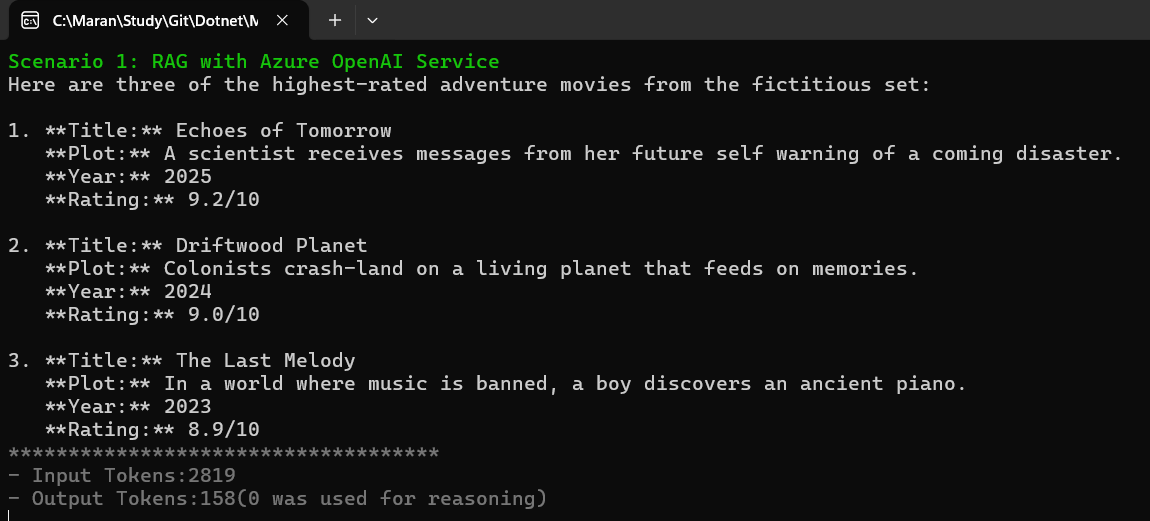 C:\Maran\Study\Git\Dotnet\M
Scenario 1: RAG with Azure OpenAI Service
Here are three of the highest-rated adventure movies from the fictitious set:
1. **Title:** Echoes of Tomorrow
**Plot:** A scientist receives messages from her future self warning of a coming disaster.
**Year:** 2025
**Rating:** 9.2/10
2. **Title:** Driftwood Planet
**Plot:** Colonists crash-land on a living planet that feeds on memories.
**Year:** 2024
**Rating:** 9.0/10
3. **Title:** The Last Melody
**Plot:** In a world where music is banned, a boy discovers an ancient piano.
**Year:** 2023
**Rating:** 8.9/10
************************************
- Input Tokens:2819
- Output Tokens:158(0 was used for reasoning)